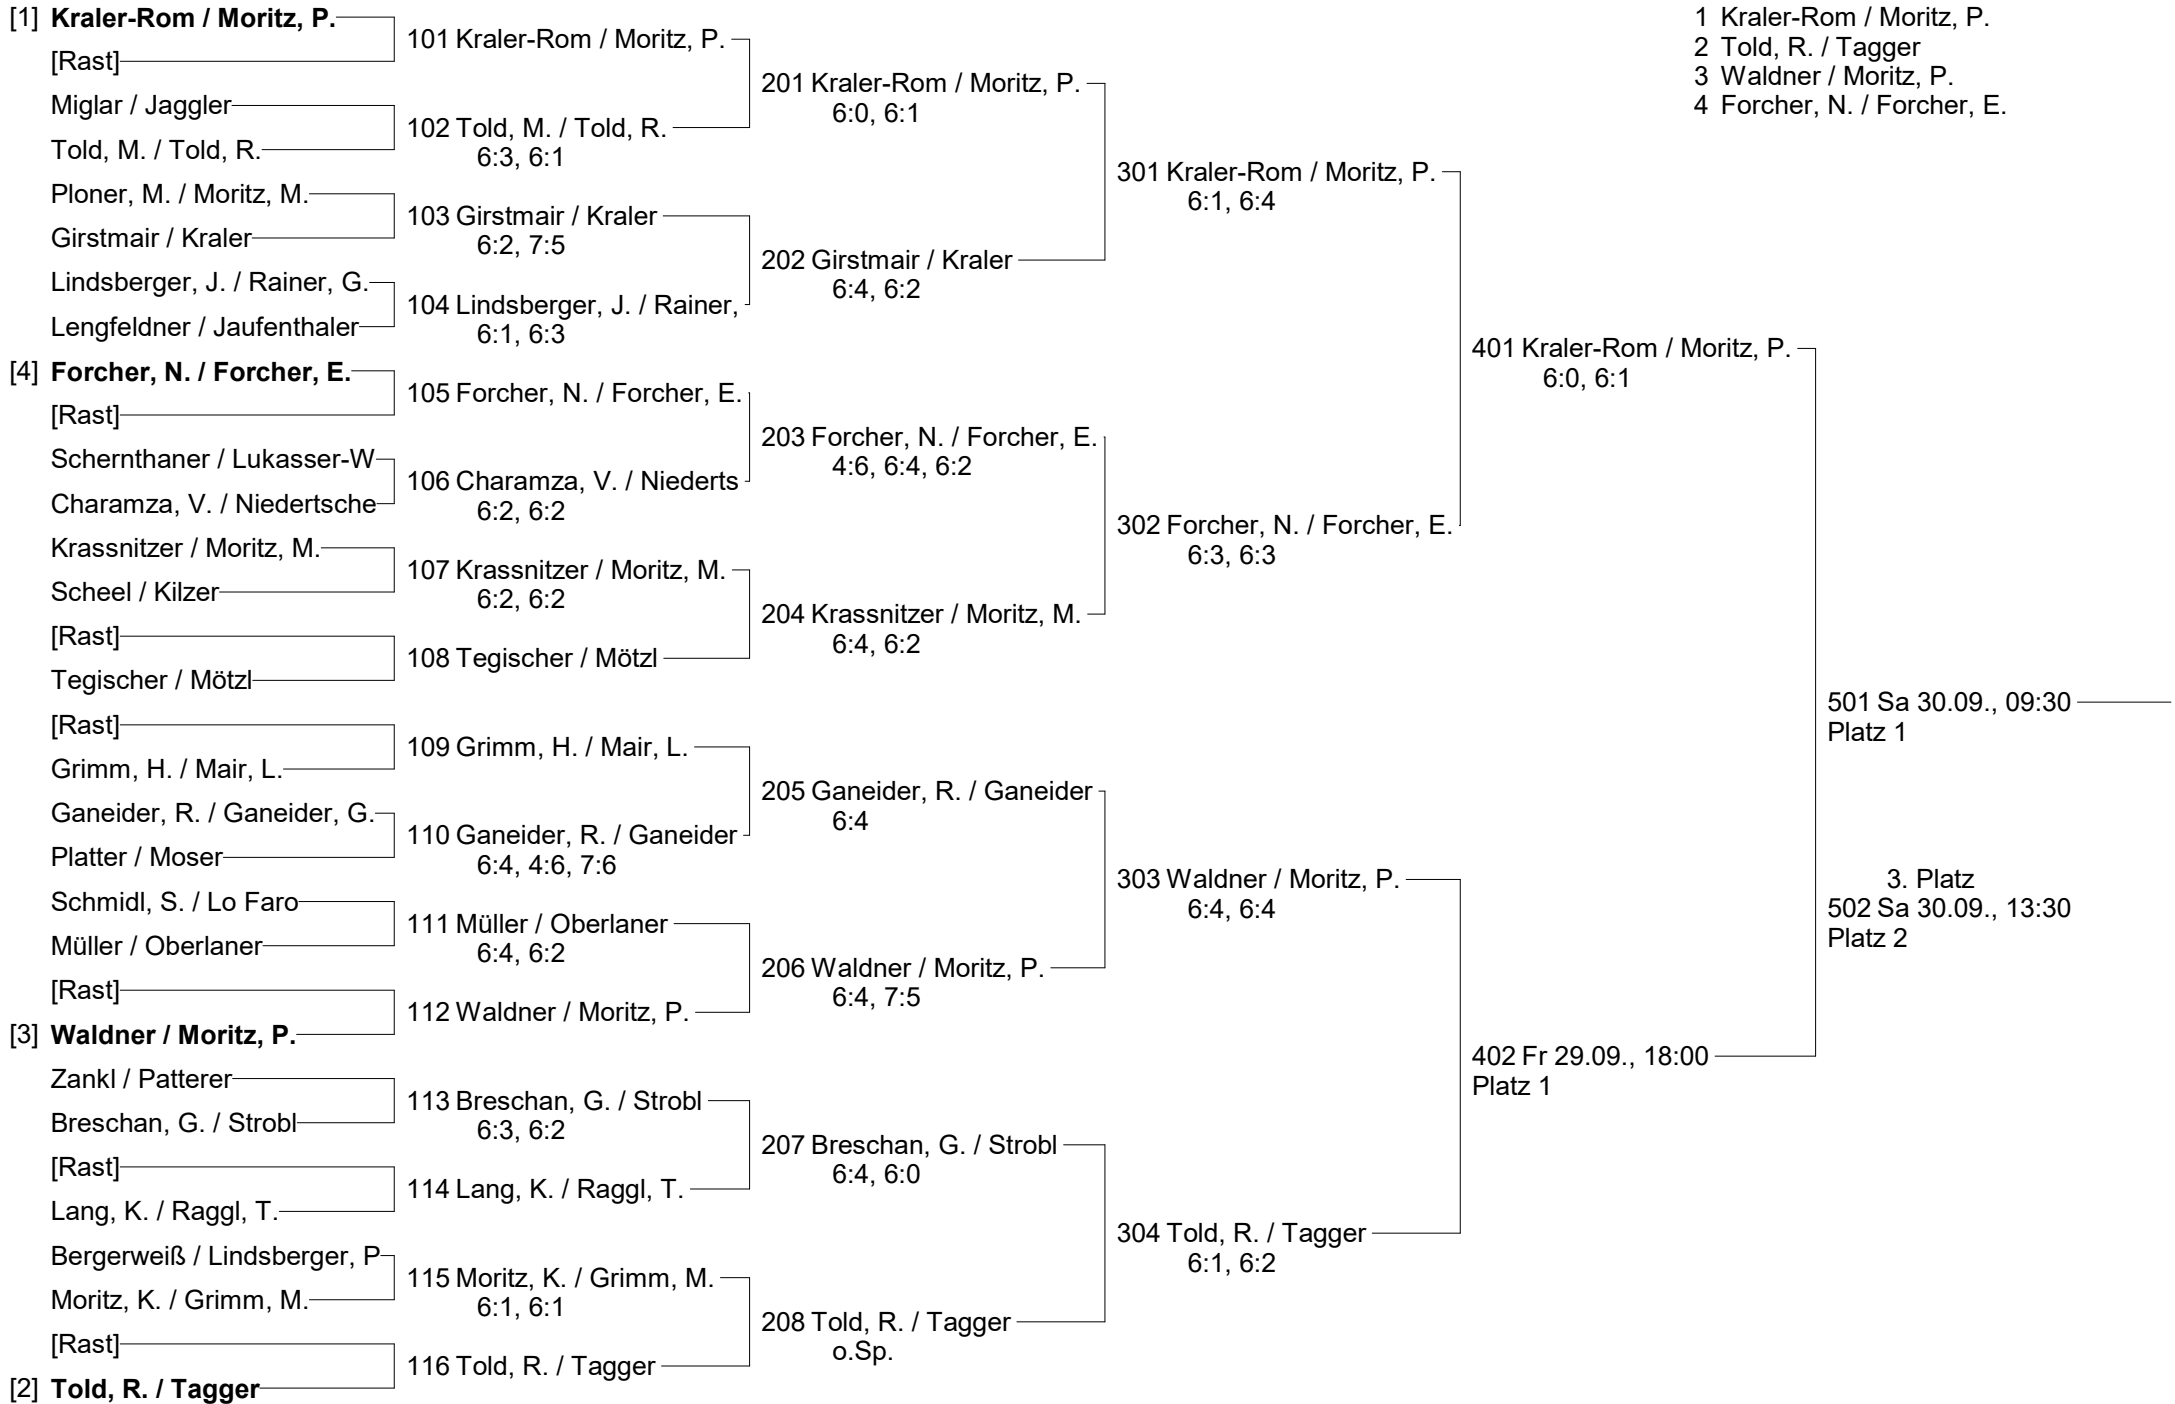 [1] Kraler-Rom / Moritz, P.
[Rast]
Miglar / Jaggler
Told, M. / Told, R.
Ploner, M. / Moritz, M.
Girstmair / Kraler
Lindsberger, J. / Rainer, G.
Lengfeldner / Jaufenthaler
[4] Forcher, N. / Forcher, E.
[Rast]
Schernthaner / Lukasser-W
Charamza, V. / Niedertsche
Krassnitzer / Moritz, M.
Scheel / Kilzer
[Rast]
Tegischer / Mötzl
[Rast]
Grimm, H. / Mair, L.
Ganeider, R. / Ganeider, G.
Platter / Moser
Schmidl, S. / Lo Faro
Müller / Oberlaner
[Rast]
[3] Waldner / Moritz, P.
Zankl / Patterer
Breschan, G. / Strobl
[Rast]
Lang, K. / Raggl, T.
Bergerweiß / Lindsberger, P
Moritz, K. / Grimm, M.
[Rast]
[2] Told, R. / Tagger
101 Kraler-Rom / Moritz, P.
102 Told, M. / Told, R.
6:3, 6:1
103 Girstmair / Kraler
6:2, 7:5
104 Lindsberger, J. / Rainer,
6:1, 6:3
105 Forcher, N. / Forcher, E.
106 Charamza, V. / Niederts
6:2, 6:2
107 Krassnitzer / Moritz, M.
6:2, 6:2
108 Tegischer / Mötzl
109 Grimm, H. / Mair, L.
110 Ganeider, R. / Ganeider
6:4, 4:6, 7:6
111 Müller / Oberlaner
6:4, 6:2
112 Waldner / Moritz, P.
113 Breschan, G. / Strobl
6:3, 6:2
114 Lang, K. / Raggl, T.
115 Moritz, K. / Grimm, M.
6:1, 6:1
116 Told, R. / Tagger
201 Kraler-Rom / Moritz, P.
6:0, 6:1
202 Girstmair / Kraler
6:4, 6:2
203 Forcher, N. / Forcher, E.
4:6, 6:4, 6:2
204 Krassnitzer / Moritz, M.
6:4, 6:2
205 Ganeider, R. / Ganeider
6:4
206 Waldner / Moritz, P.
6:4, 7:5
207 Breschan, G. / Strobl
6:4, 6:0
208 Told, R. / Tagger
o.Sp.
301 Kraler-Rom / Moritz, P.
6:1, 6:4
302 Forcher, N. / Forcher, E.
6:3, 6:3
303 Waldner / Moritz, P.
6:4, 6:4
304 Told, R. / Tagger
6:1, 6:2
401 Kraler-Rom / Moritz, P.
6:0, 6:1
402 Fr 29.09., 18:00
Platz 1
501 Sa 30.09., 09:30
Platz 1
3. Platz
502 Sa 30.09., 13:30
Platz 2
1 Kraler-Rom / Moritz, P.
2 Told, R. / Tagger
3 Waldner / Moritz, P.
4 Forcher, N. / Forcher, E.